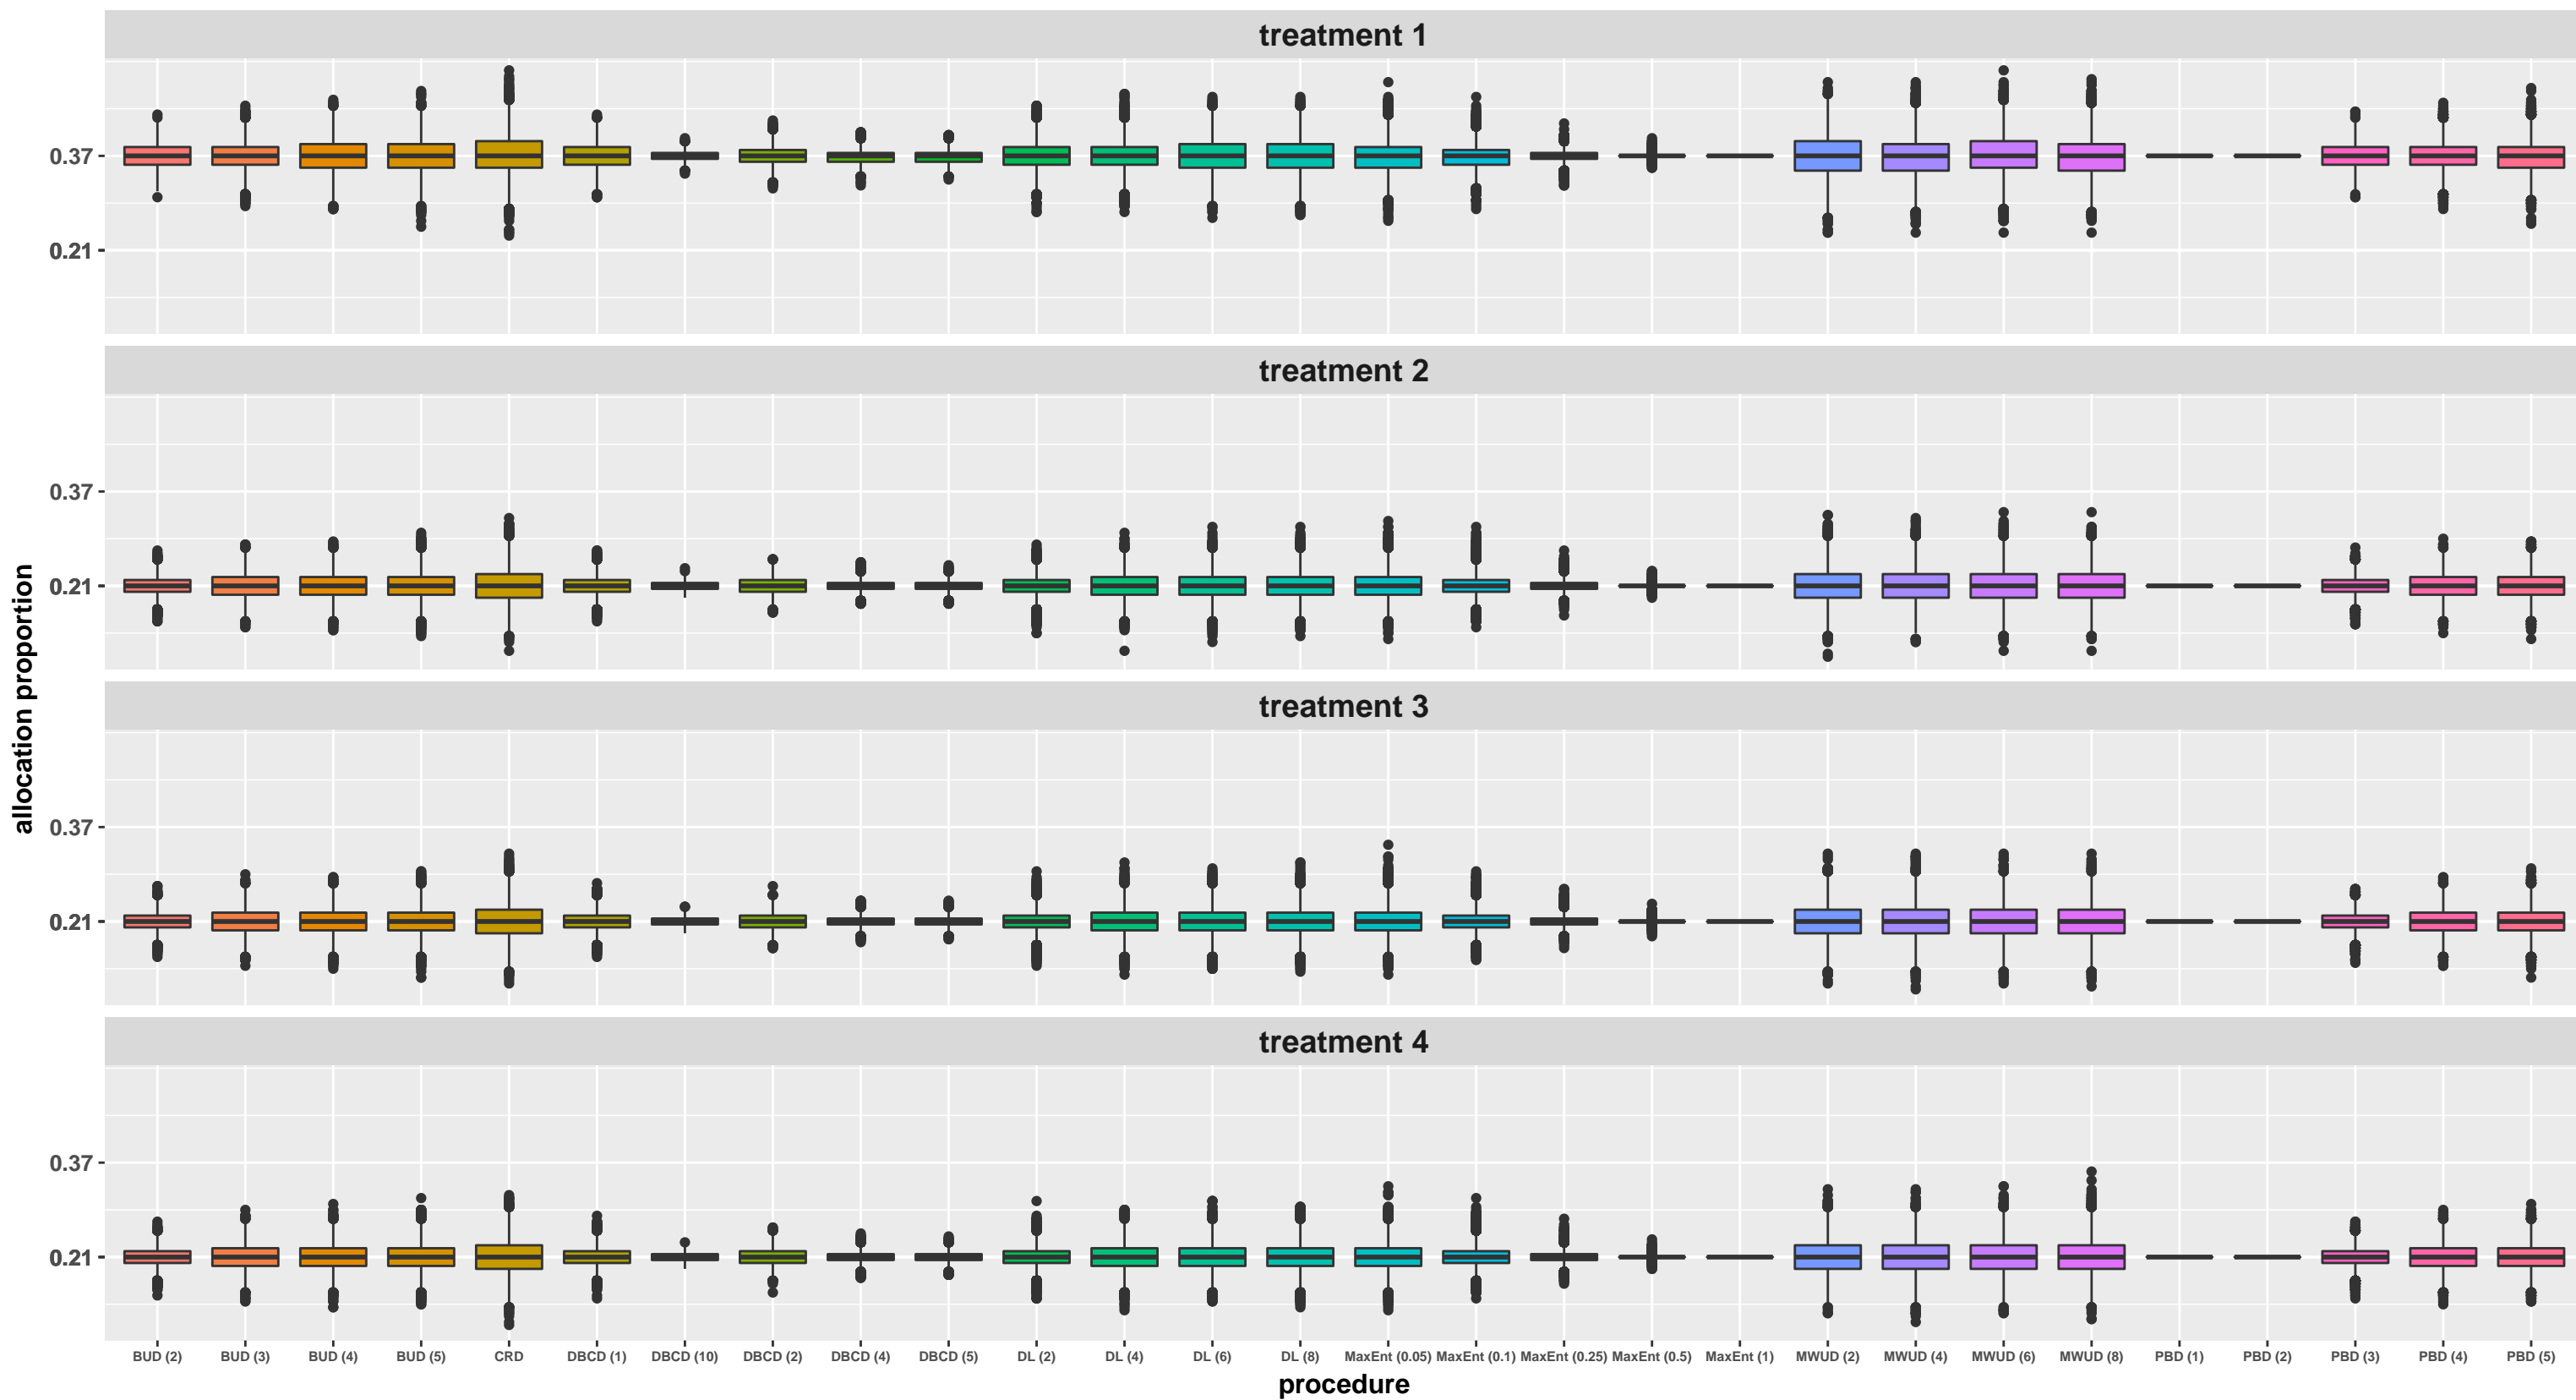 treatment 1
0.37
0.21
treatment 2
0.37
0.21
treatment 3
0.37
0.21
treatment 4
0.37
0.21
allocation proportion
BUD (2) BUD (3) BUD (4) BUD (5) CRD DBCD (1) DBCD (10) DBCD (2) DBCD (4) DBCD (5) DL (2) DL (4) DL (6) DL (8) MaxEnt (0.05) MaxEnt (0.1) MaxEnt (0.25) MaxEnt (0.5) MaxEnt (1) MWUD (2) MWUD (4) MWUD (6) MWUD (8) PBD (1) PBD (2) PBD (3) PBD (4) PBD (5)
procedure